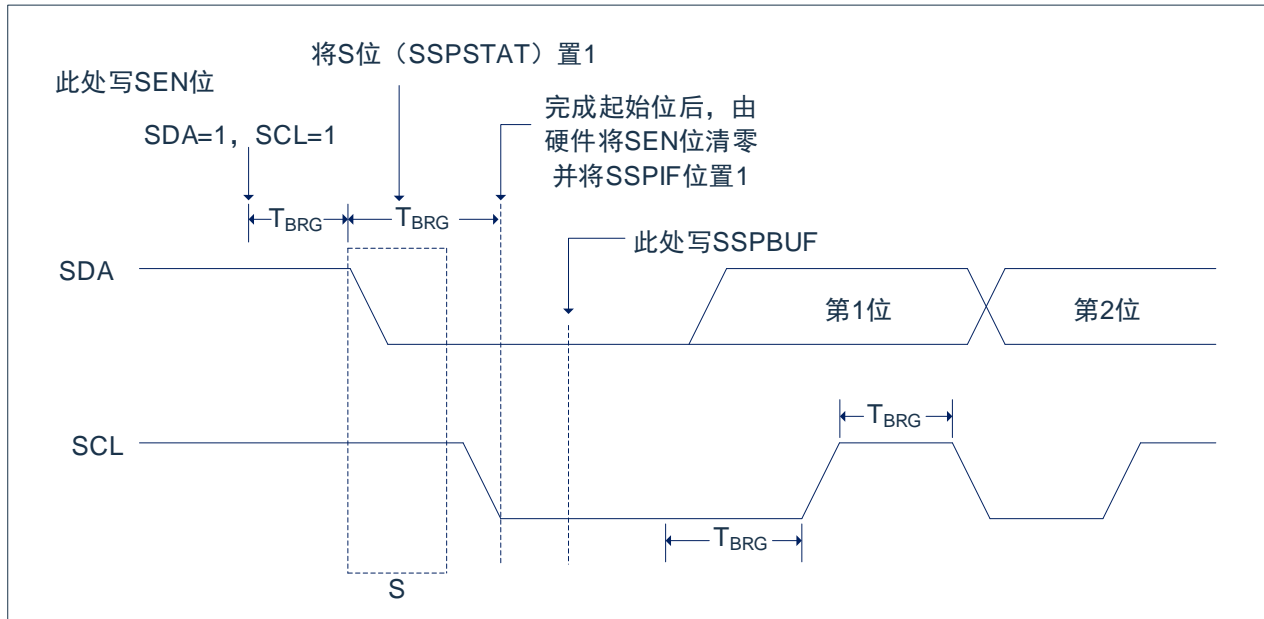 将S位（SSPSTAT）置1
此处写SEN位
SDA=1，SCL=1
完成起始位后，由
硬件将SEN位清零
并将SSPIF位置1
TBRG
TBRG
此处写SSPBUF
SDA
第1位
第2位
TBRG
SCL
TBRG
S